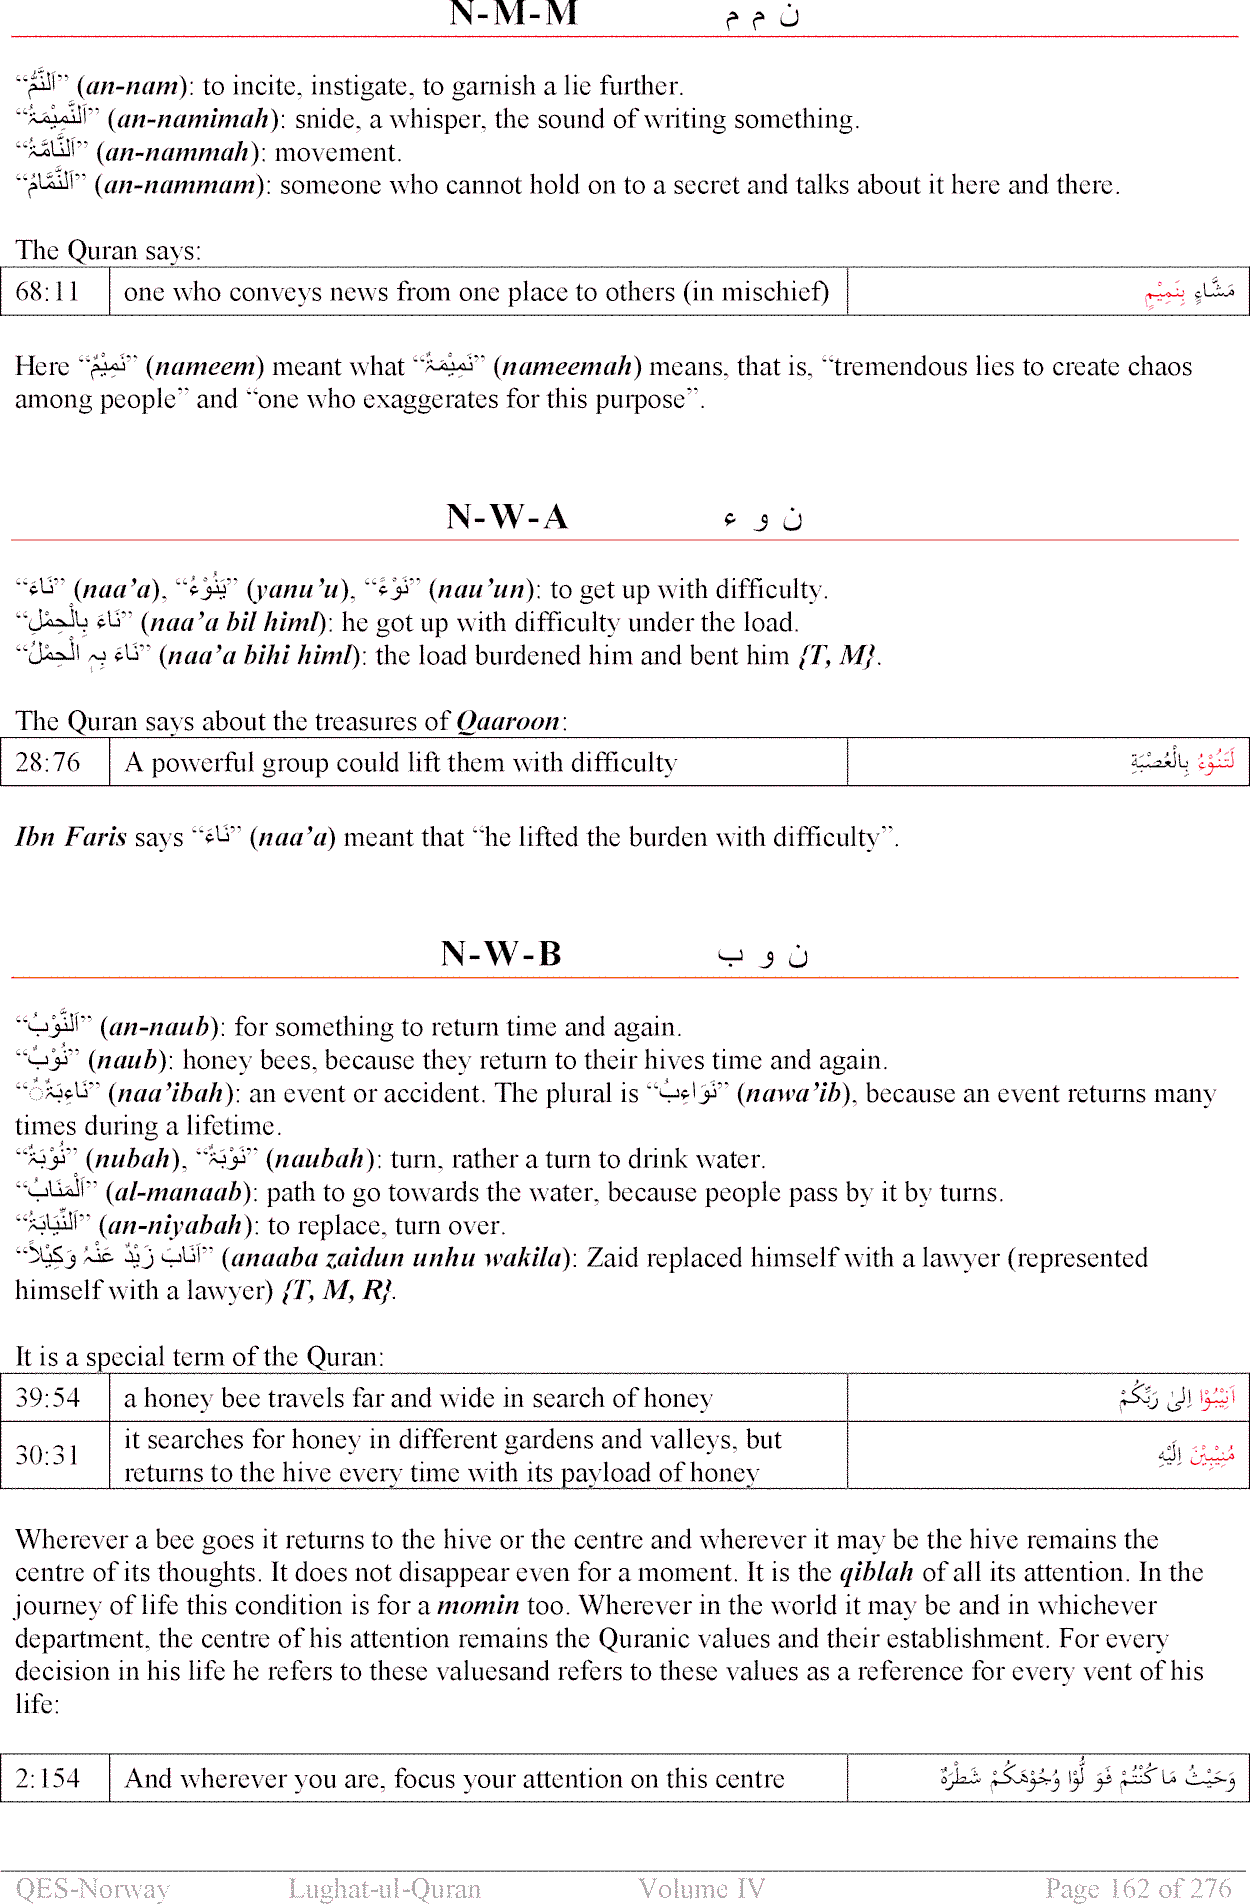 N-M-M ن م م
“اَلنَّمُّ” (an-nam): to incite, instigate, to garnish a lie further.
“اَلنَّمِیْمَۃُ” (an-namimah): snide, a whisper, the sound of writing something.
“اَلنَّامَّۃُ” (an-nammah): movement.
“اَلنَّمَّامُ” (an-nammam): someone who cannot hold on to a secret and talks about it here and there.
The Quran says:
68:11 one who conveys news from one place to others (in mischief) مَشَّاءٍ بِنَمِیْمٍ
Here “نَمِیْمٌ” (nameem) meant what “نَمِیْمَۃٌ” (nameemah) means, that is, “tremendous lies to create chaos
among people” and “one who exaggerates for this purpose”.
N-W-A ن و ء
“نَاءَ” (naa’a), “یَنُوْءُ” (yanu’u), “نَوْءً” (nau’un): to get up with difficulty.
“نَاءَ بِالْحِمْلِ” (naa’a bil himl): he got up with difficulty under the load.
“نَاءَ بِہٖ الْحِمْلُ” (naa’a bihi himl): the load burdened him and bent him {T, M}.
The Quran says about the treasures of Qaaroon:
28:76 A powerful group could lift them with difficulty لَتَنُوْءُ بِالْعُصْبَۃِ
Ibn Faris says “نَاءَ” (naa’a) meant that “he lifted the burden with difficulty”.
N-W-B ن و ب
“اَلنَّوْبُ” (an-naub): for something to return time and again.
“نُوْبٌ” (naub): honey bees, because they return to their hives time and again.
“نَاءِبَۃٌ” (naa’ibah): an event or accident. The plural is “نَوَاءِبُ” (nawa’ib), because an event returns many
times during a lifetime.
“نُوْبَۃٌ” (nubah), “نَوْبَۃٌ” (naubah): turn, rather a turn to drink water.
“اَلْمَنَابُ” (al-manaab): path to go towards the water, because people pass by it by turns.
“اَلنِّیَابَۃُ” (an-niyabah): to replace, turn over.
“اَنَابَ زَیْدٌ عَنْہُ وَکِیْلاً” (anaaba zaidun unhu wakila): Zaid replaced himself with a lawyer (represented
himself with a lawyer) {T, M, R}.
It is a special term of the Quran:
39:54 a honey bee travels far and wide in search of honey اَنِیْبُوْا اِلیٰ رَبِّکُمْ
30:31 it searches for honey in different gardens and valleys, but مُنِیْبِیْنَ اِلَیْہِ
returns to the hive every time with its payload of honey
Wherever a bee goes it returns to the hive or the centre and wherever it may be the hive remains the
centre of its thoughts. It does not disappear even for a moment. It is the qiblah of all its attention. In the
journey of life this condition is for a momin too. Wherever in the world it may be and in whichever
department, the centre of his attention remains the Quranic values and their establishment. For every
decision in his life he refers to these valuesand refers to these values as a reference for every vent of his
life:
2:154 And wherever you are, focus your attention on this centre وَحَیْثُ مَا کُنْتُمْ فَوَ لُّوْا وُجُوْھَکُمْ شَطْرَہٗ
QES-Norway Lughat-ul-Quran Volume IV Page 162 of 276